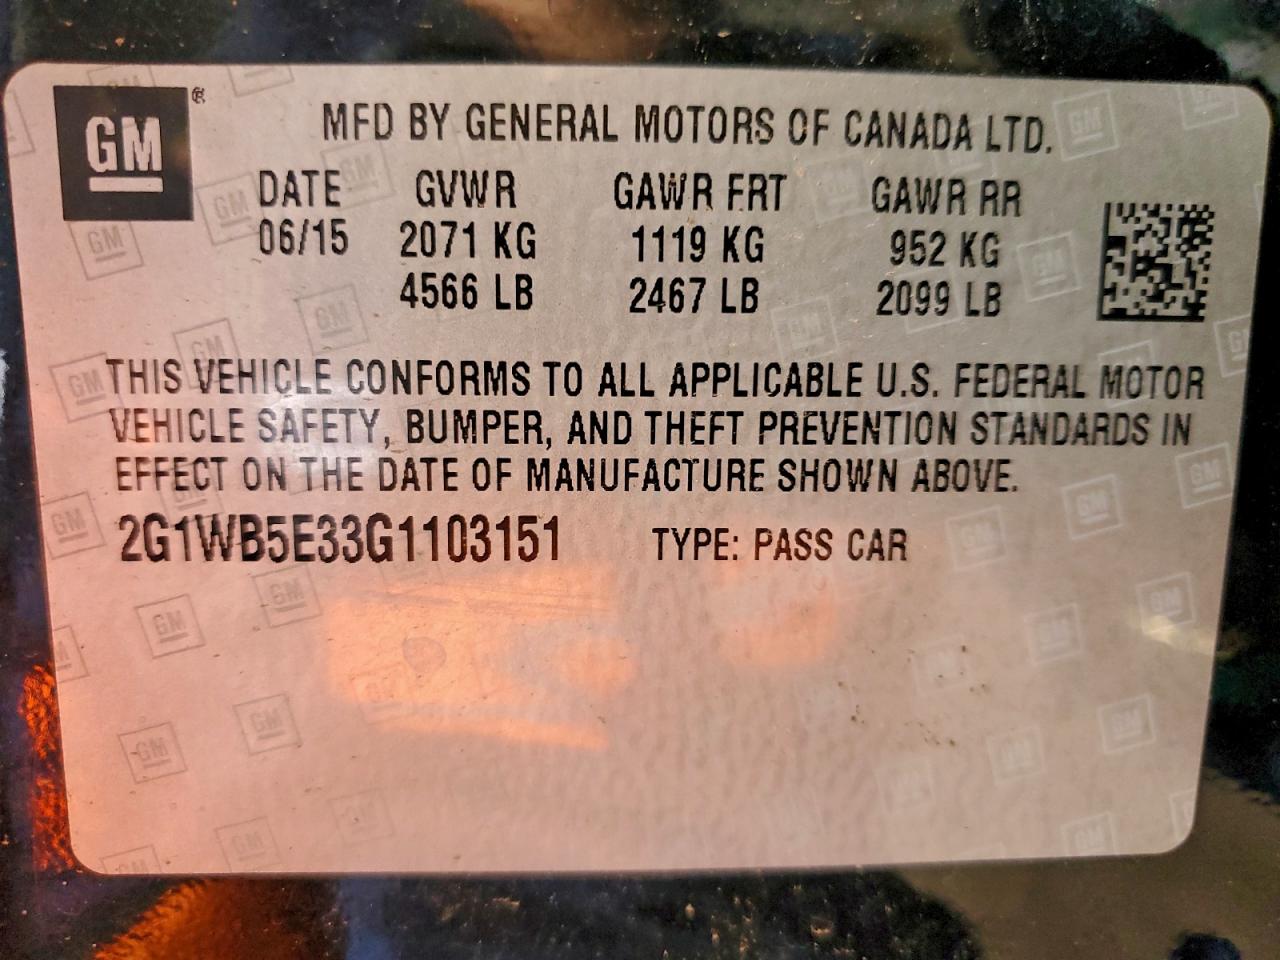 GM
MFD BY GENERAL MOTORS OF CANADA LTD.
DATE GVWR GAWR FRT GAWR RR
06/15 2071 KG 1119 KG 952 KG
4566 LB 2467 LB 2099 LB
THIS VEHICLE CONFORMS TO ALL APPLICABLE U.S. FEDERAL MOTOR
VEHICLE SAFETY, BUMPER, AND THEFT PREVENTION STANDARDS IN
EFFECT ON THE DATE OF MANUFACTURE SHOWN ABOVE.
2G1WB5E33G1103151 TYPE: PASS CAR